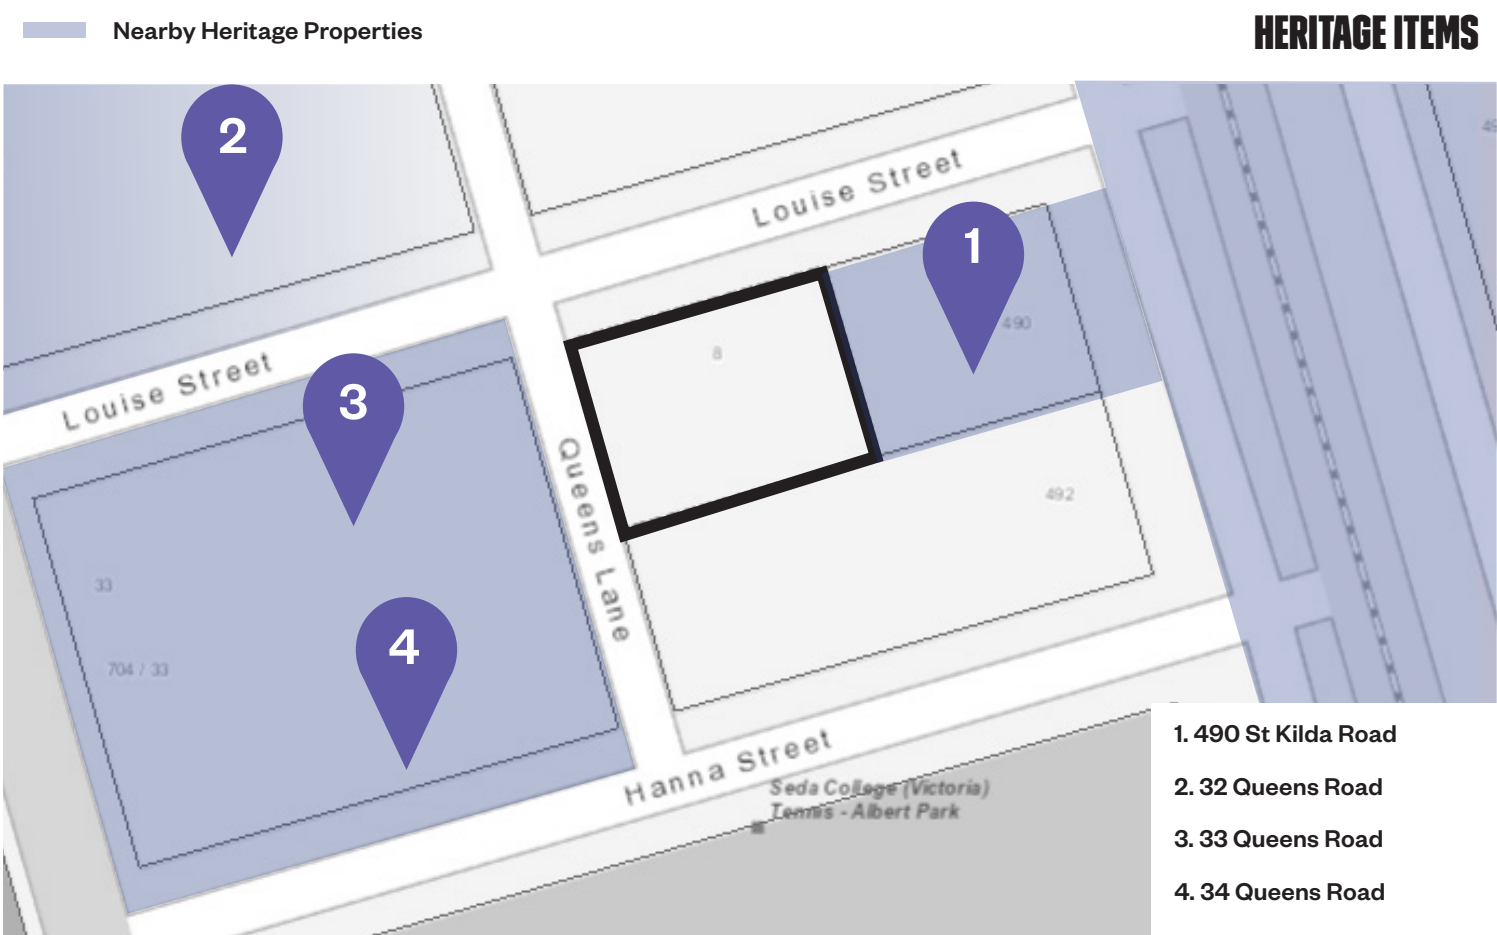 Nearby Heritage Properties
HERITAGE ITEMS
2
Louise Street
1
490
8
Louise Street
3
Queens Lane
492
33
4
704 / 33
Hanna Street
Seda College (Victoria)
Tennis - Albert Park
1. 490 St Kilda Road
2. 32 Queens Road
3. 33 Queens Road
4. 34 Queens Road